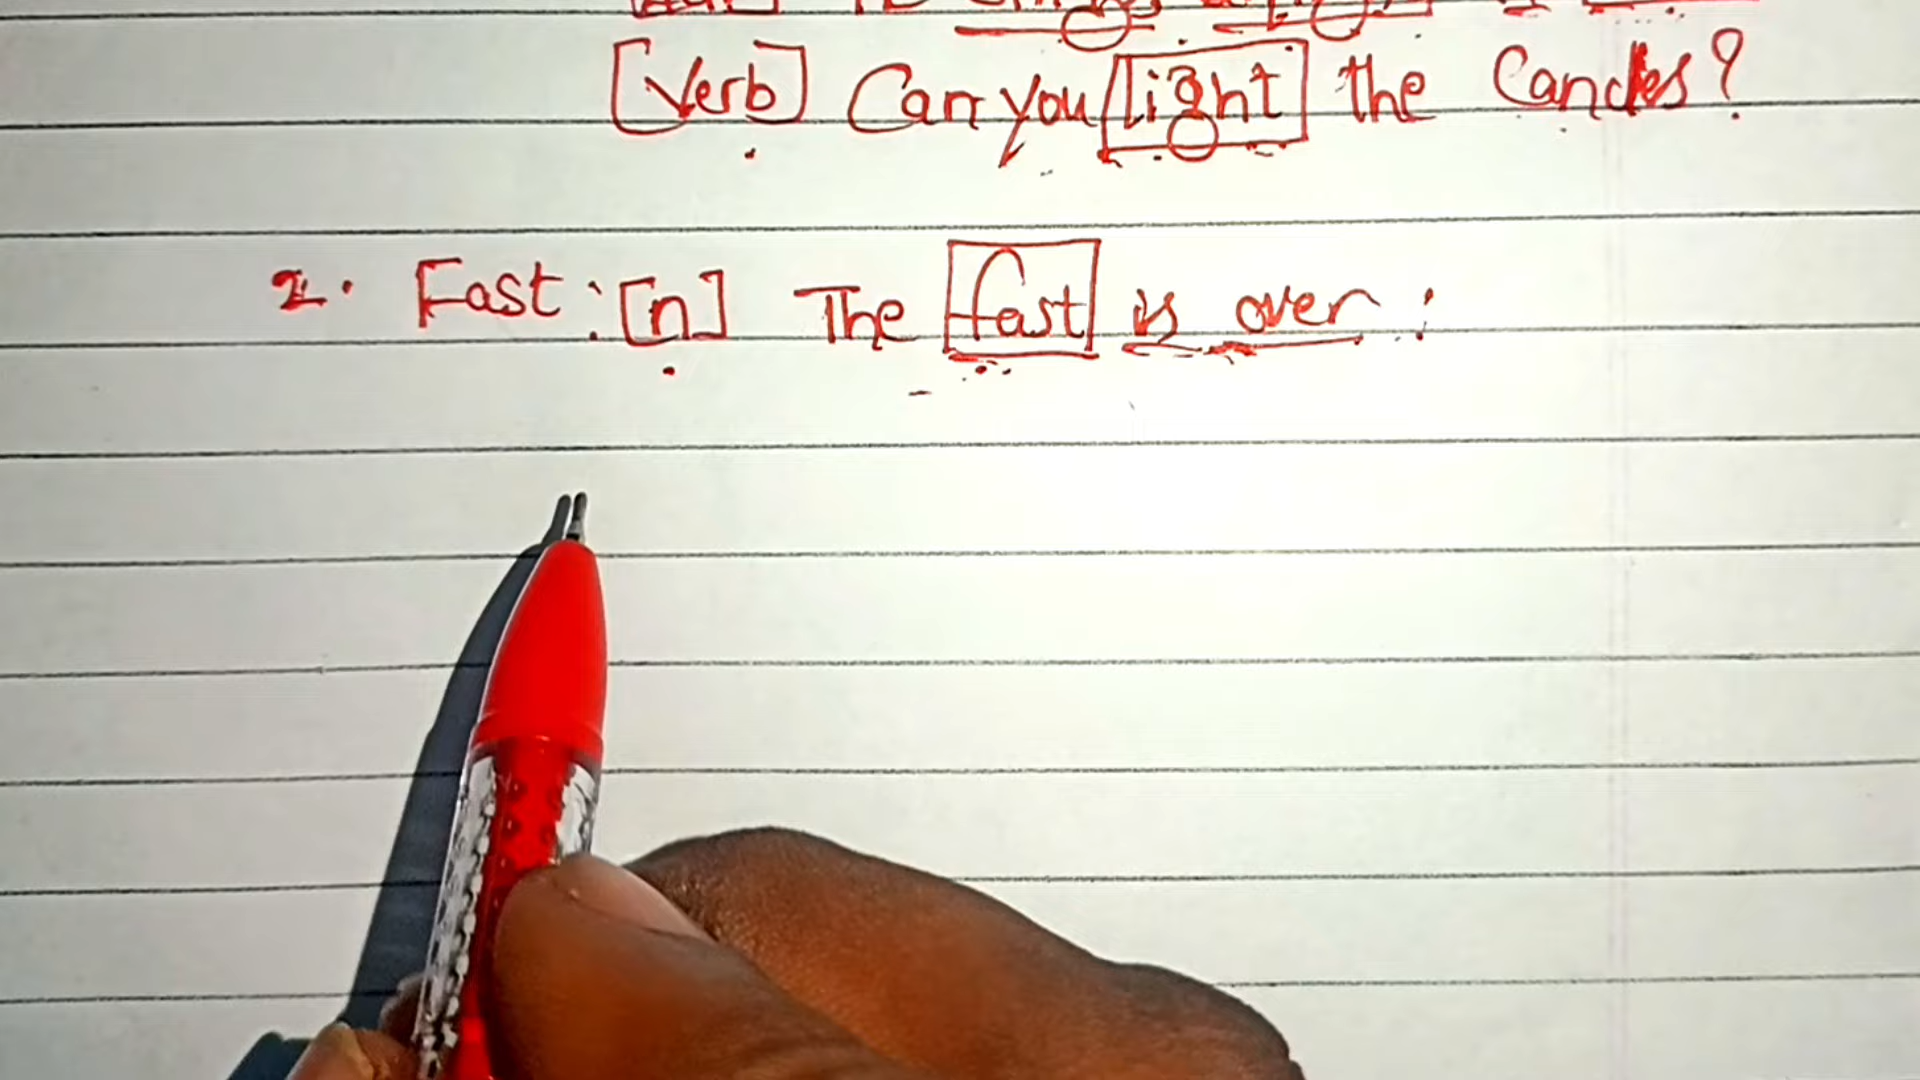 [Verb] Can you light the Candles?
2. Fast: [n] The fast is over.